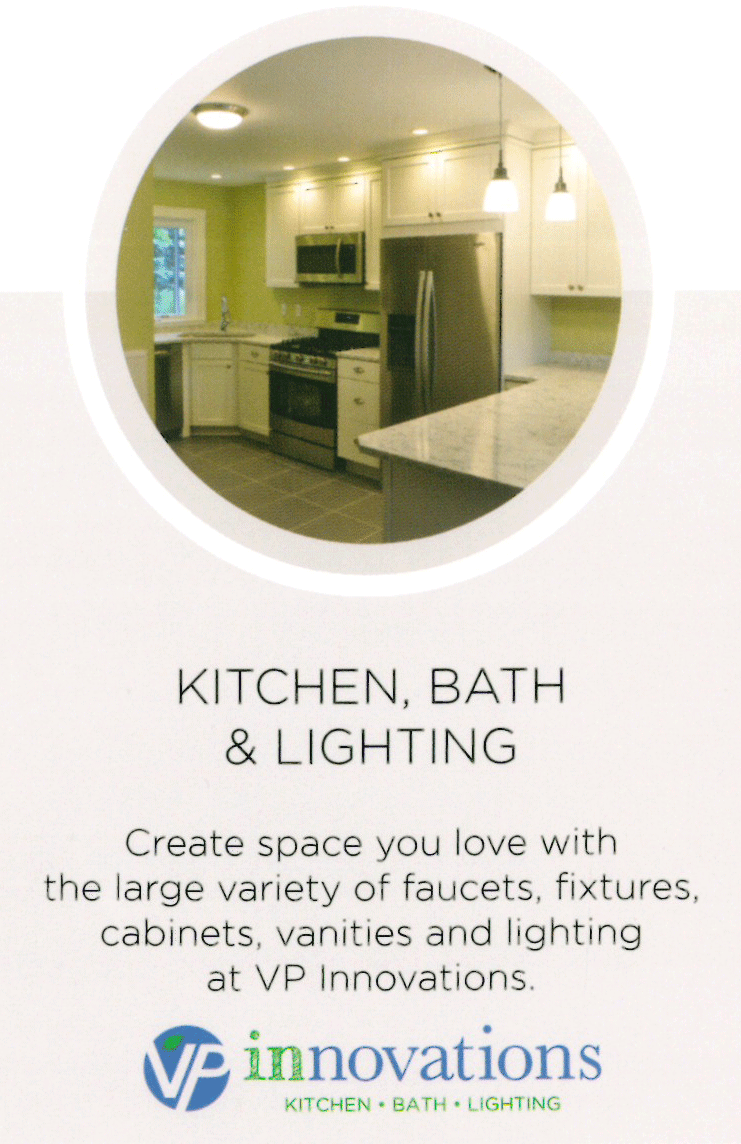 KITCHEN, BATH
& LIGHTING
Create space you love with
the large variety of faucets, fixtures,
cabinets, vanities and lighting
at VP Innovations.
VP innovations
KITCHEN • BATH • LIGHTING